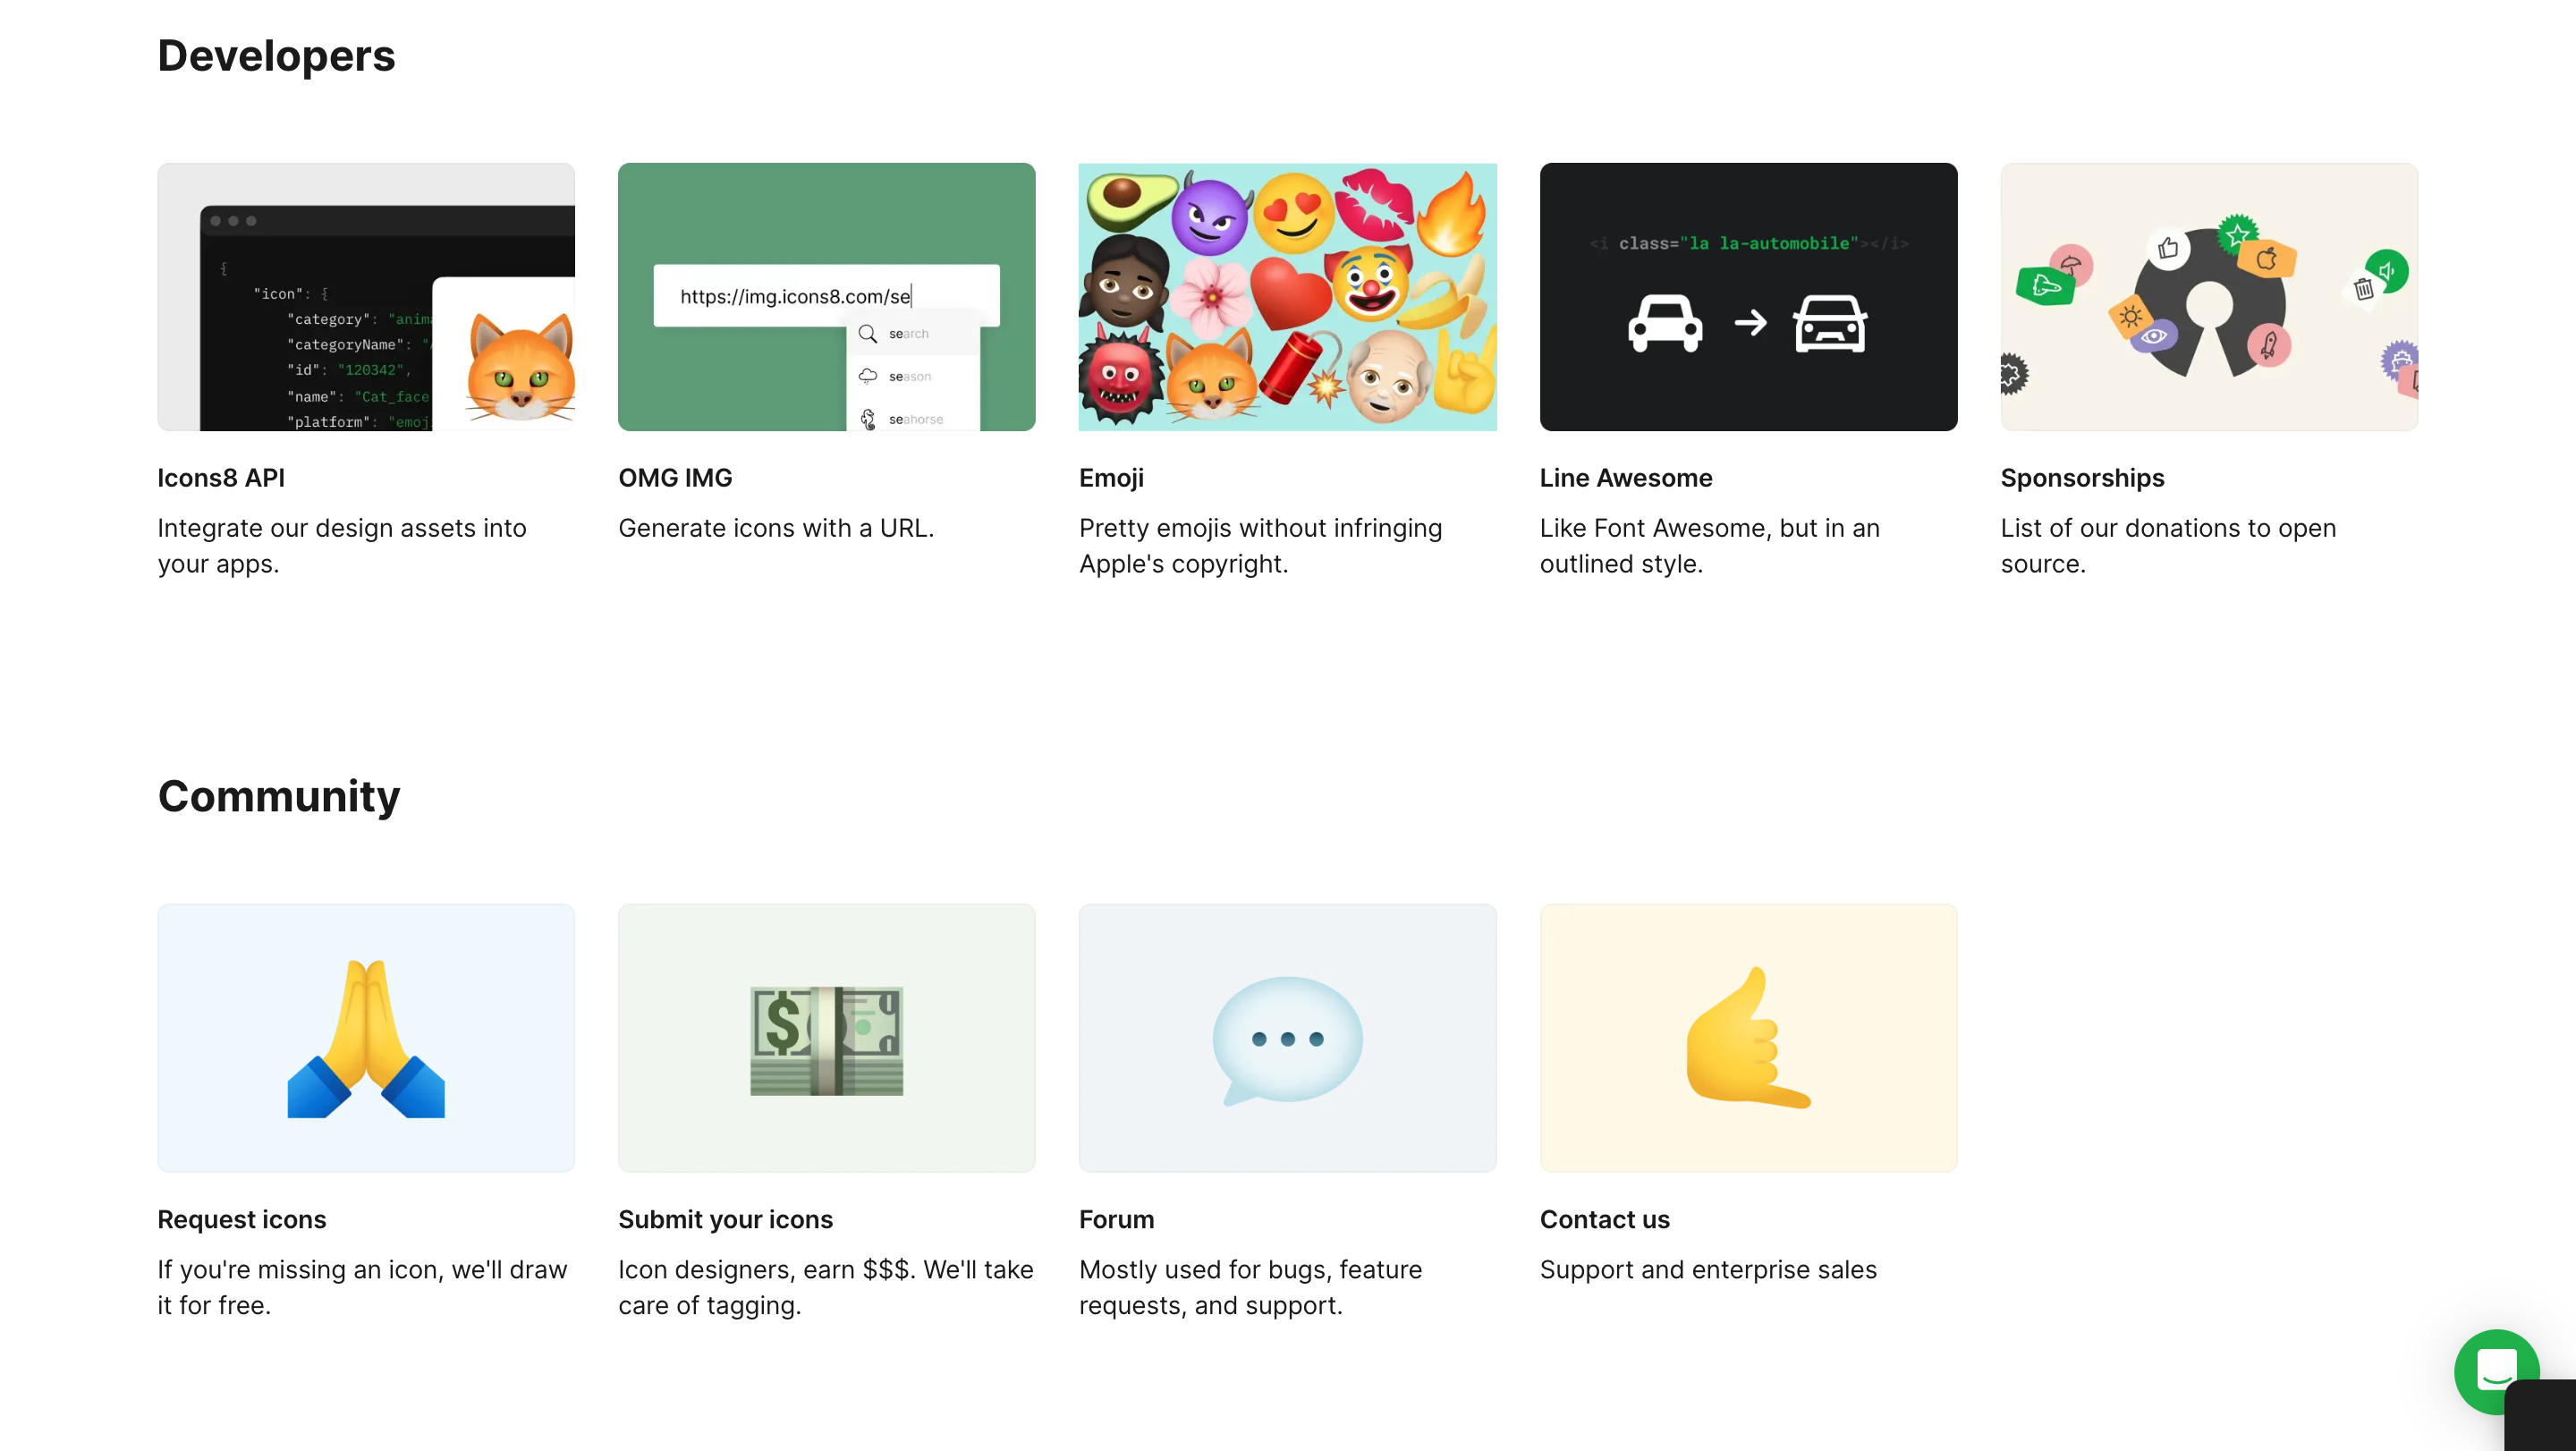 Developers
{
"icon": {
"category": "anim
"categoryName":
"id": "120342",
"name": "Cat_face
"platform": "emoj
https://img.icons8.com/se
search
season
seahorse
<i class="la la-automobile"></i>
Icons8 API
Integrate our design assets into
your apps.
OMG IMG
Generate icons with a URL.
Emoji
Pretty emojis without infringing
Apple's copyright.
Line Awesome
Like Font Awesome, but in an
outlined style.
Sponsorships
List of our donations to open
source.
Community
Request icons
If you're missing an icon, we'll draw
it for free.
Submit your icons
Icon designers, earn $$$. We'll take
care of tagging.
Forum
Mostly used for bugs, feature
requests, and support.
Contact us
Support and enterprise sales